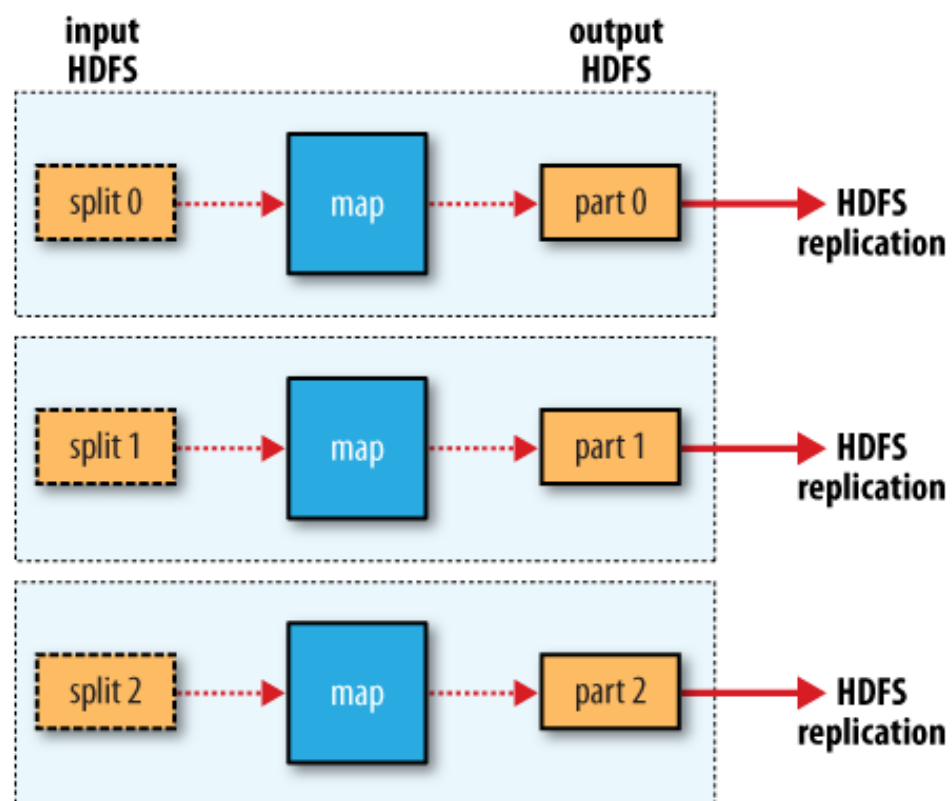 input
HDFS
output
HDFS
split 0
map
part 0
HDFS
replication
split 1
map
part 1
HDFS
replication
split 2
map
part 2
HDFS
replication